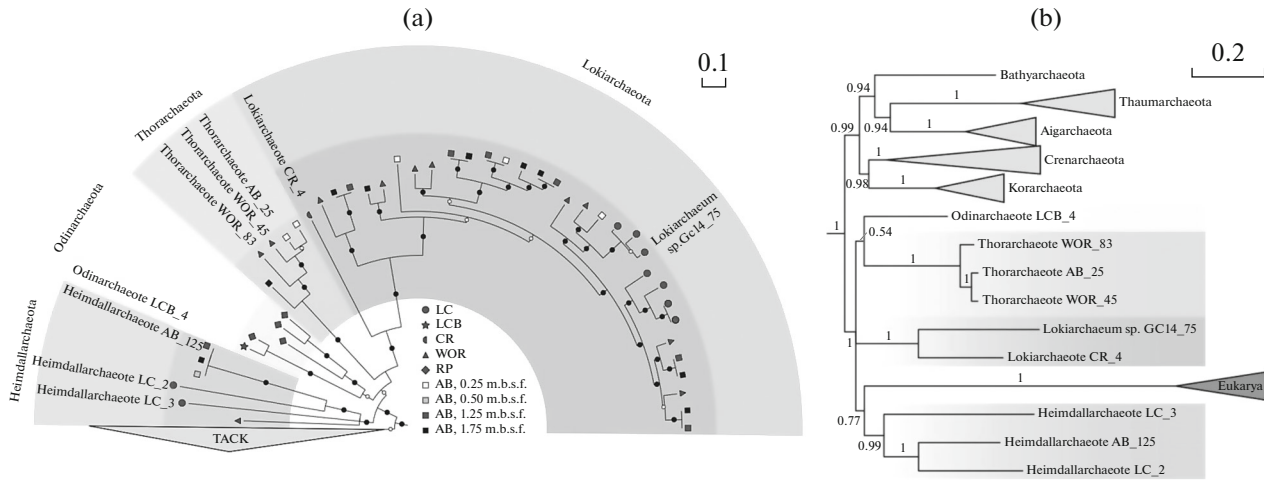 (a)
0.1
Lokiarchaeota
Thorarchaeota
Odinarchaeota
Heimdallarchaeota
Lokiarchaeote CR_4
Thorarchaeote AB_25
Thorarchaeote WOR_45
Thorarchaeote WOR_83
Odinarchaeote LCB_4
Heimdallarchaeote AB_125
Heimdallarchaeote LC_2
Heimdallarchaeote LC_3
TACK
Lokiarchaeum
sp.Gc14_75
LC
LCB
CR
WOR
RP
AB, 0.25 m.b.s.f.
AB, 0.50 m.b.s.f.
AB, 1.25 m.b.s.f.
AB, 1.75 m.b.s.f.
(b)
0.2
Bathyarchaeota
0.94
1
Thaumarchaeota
0.99
0.94
1
Aigarchaeota
1
Crenarchaeota
0.98
1
Korarchaeota
Odinarchaeote LCB_4
1
0.54
Thorarchaeote WOR_83
1
Thorarchaeote AB_25
1
Thorarchaeote WOR_45
Lokiarchaeum sp. GC14_75
1
1
Lokiarchaeote CR_4
1
Eukarya
Heimdallarchaeote LC_3
0.77
0.99
Heimdallarchaeote AB_125
1
Heimdallarchaeote LC_2